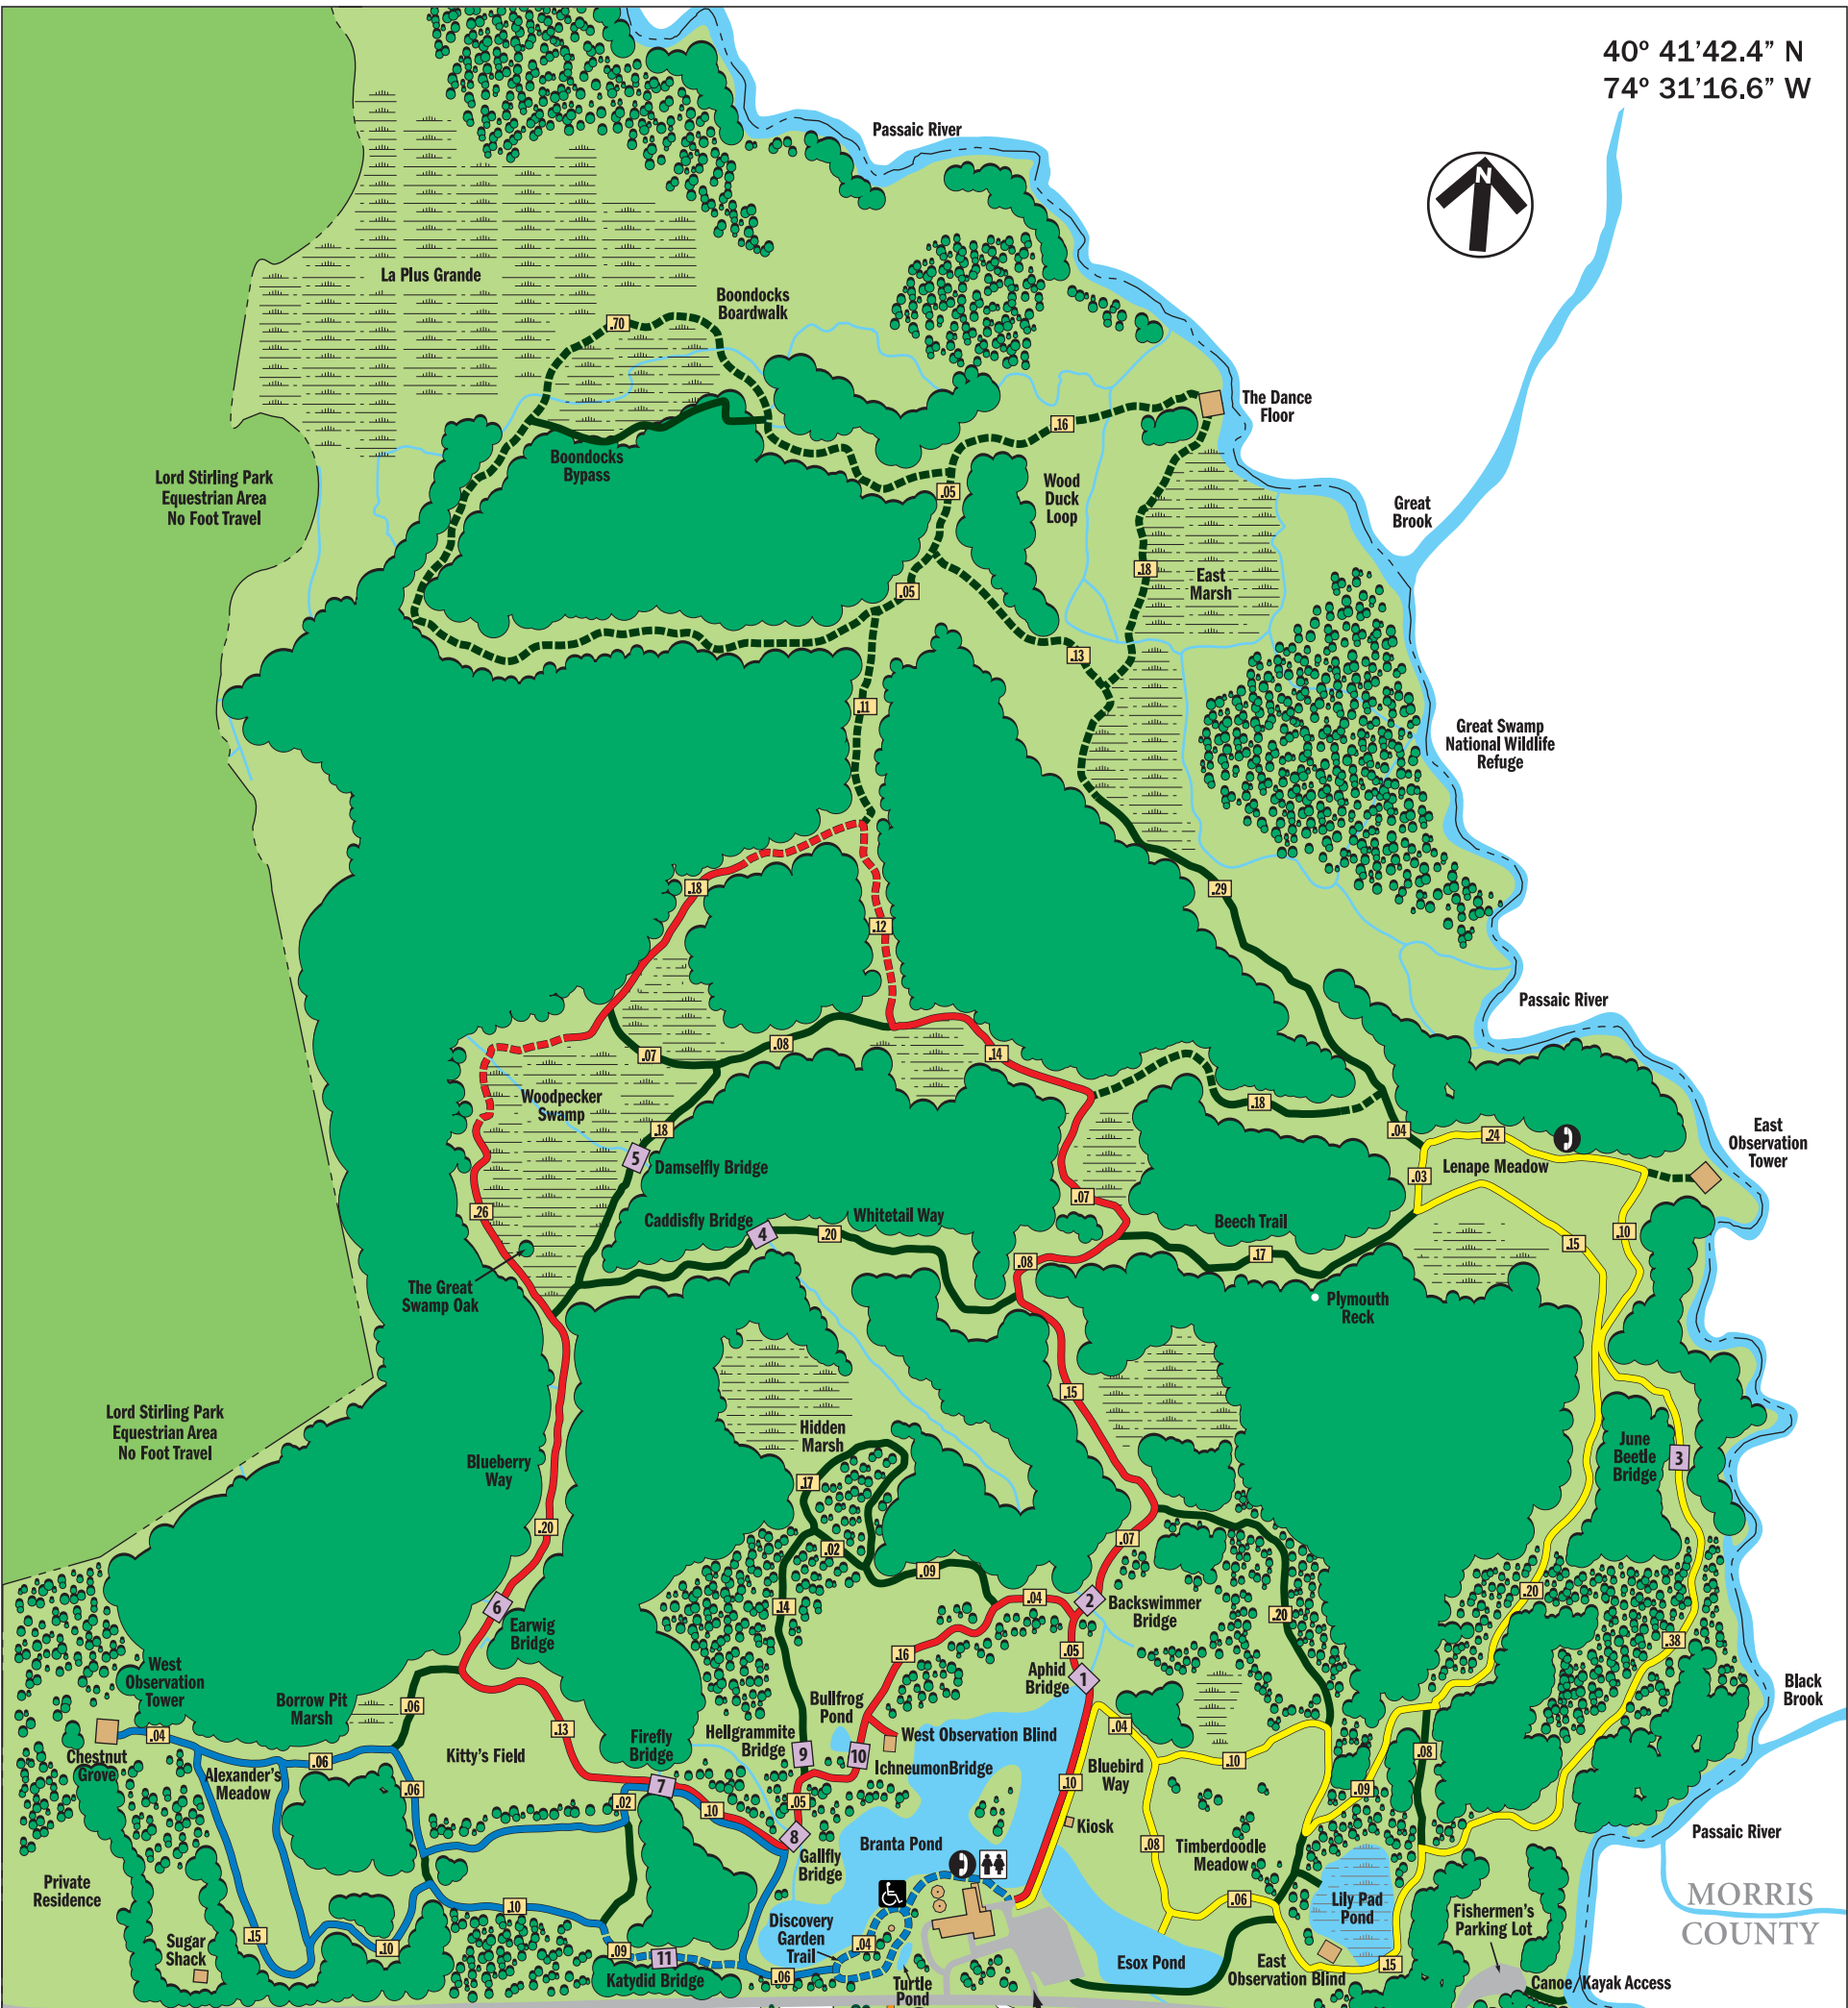 40º 41'42.4" N
74º 31'16.6" W
Passaic River
N
La Plus Grande
Boondocks
Boardwalk
.70
The Dance
Floor
.16
Boondocks
Bypass
Lord Stirling Park
Equestrian Area
No Foot Travel
Wood
Duck
Loop
.05
Great
Brook
.18
East
Marsh
.05
.13
.11
Great Swamp
National Wildlife
Refuge
.18
.29
.12
Passaic River
.08
.07
.14
Woodpecker
Swamp
.18
.18
.04
.24
East
Observation
Tower
5
Damselfly Bridge
Lenape Meadow
.03
.07
.26
Caddisfly Bridge
4
.20
Whitetail Way
Beech Trail
.10
.15
.17
.08
The Great
Swamp Oak
Plymouth
Reck
.15
Lord Stirling Park
Equestrian Area
No Foot Travel
Hidden
Marsh
June
Beetle
Bridge
3
Blueberry
Way
.17
.20
.07
.02
.09
.20
.04
2
Backswimmer
Bridge
6
.14
.20
Earwig
Bridge
.38
.05
.16
West
Observation
Tower
Aphid
Bridge
1
Black
Brook
Borrow Pit
Marsh
.06
Bullfrog
Pond
.13
.04
.04
Firefly
Bridge
Hellgrammite
Bridge
9
10
West Observation Blind
Chestnut
Grove
.06
Kitty's Field
.10
.08
IchneumonBridge
Alexander's
Meadow
.06
7
Bluebird
Way
.10
.09
.02
.10
.05
Kiosk
8
Gallfly
Bridge
Branta Pond
.08
Timberdoodle
Meadow
Passaic River
Private
Residence
.10
.06
Lily Pad
Pond
Fishermen's
Parking Lot
MORRIS
COUNTY
.15
Sugar
Shack
.10
.09
11
Katydid Bridge
Discovery
Garden
Trail
.04
.06
Turtle
Pond
Esox Pond
East
Observation Blind
.15
Canoe/Kayak Access